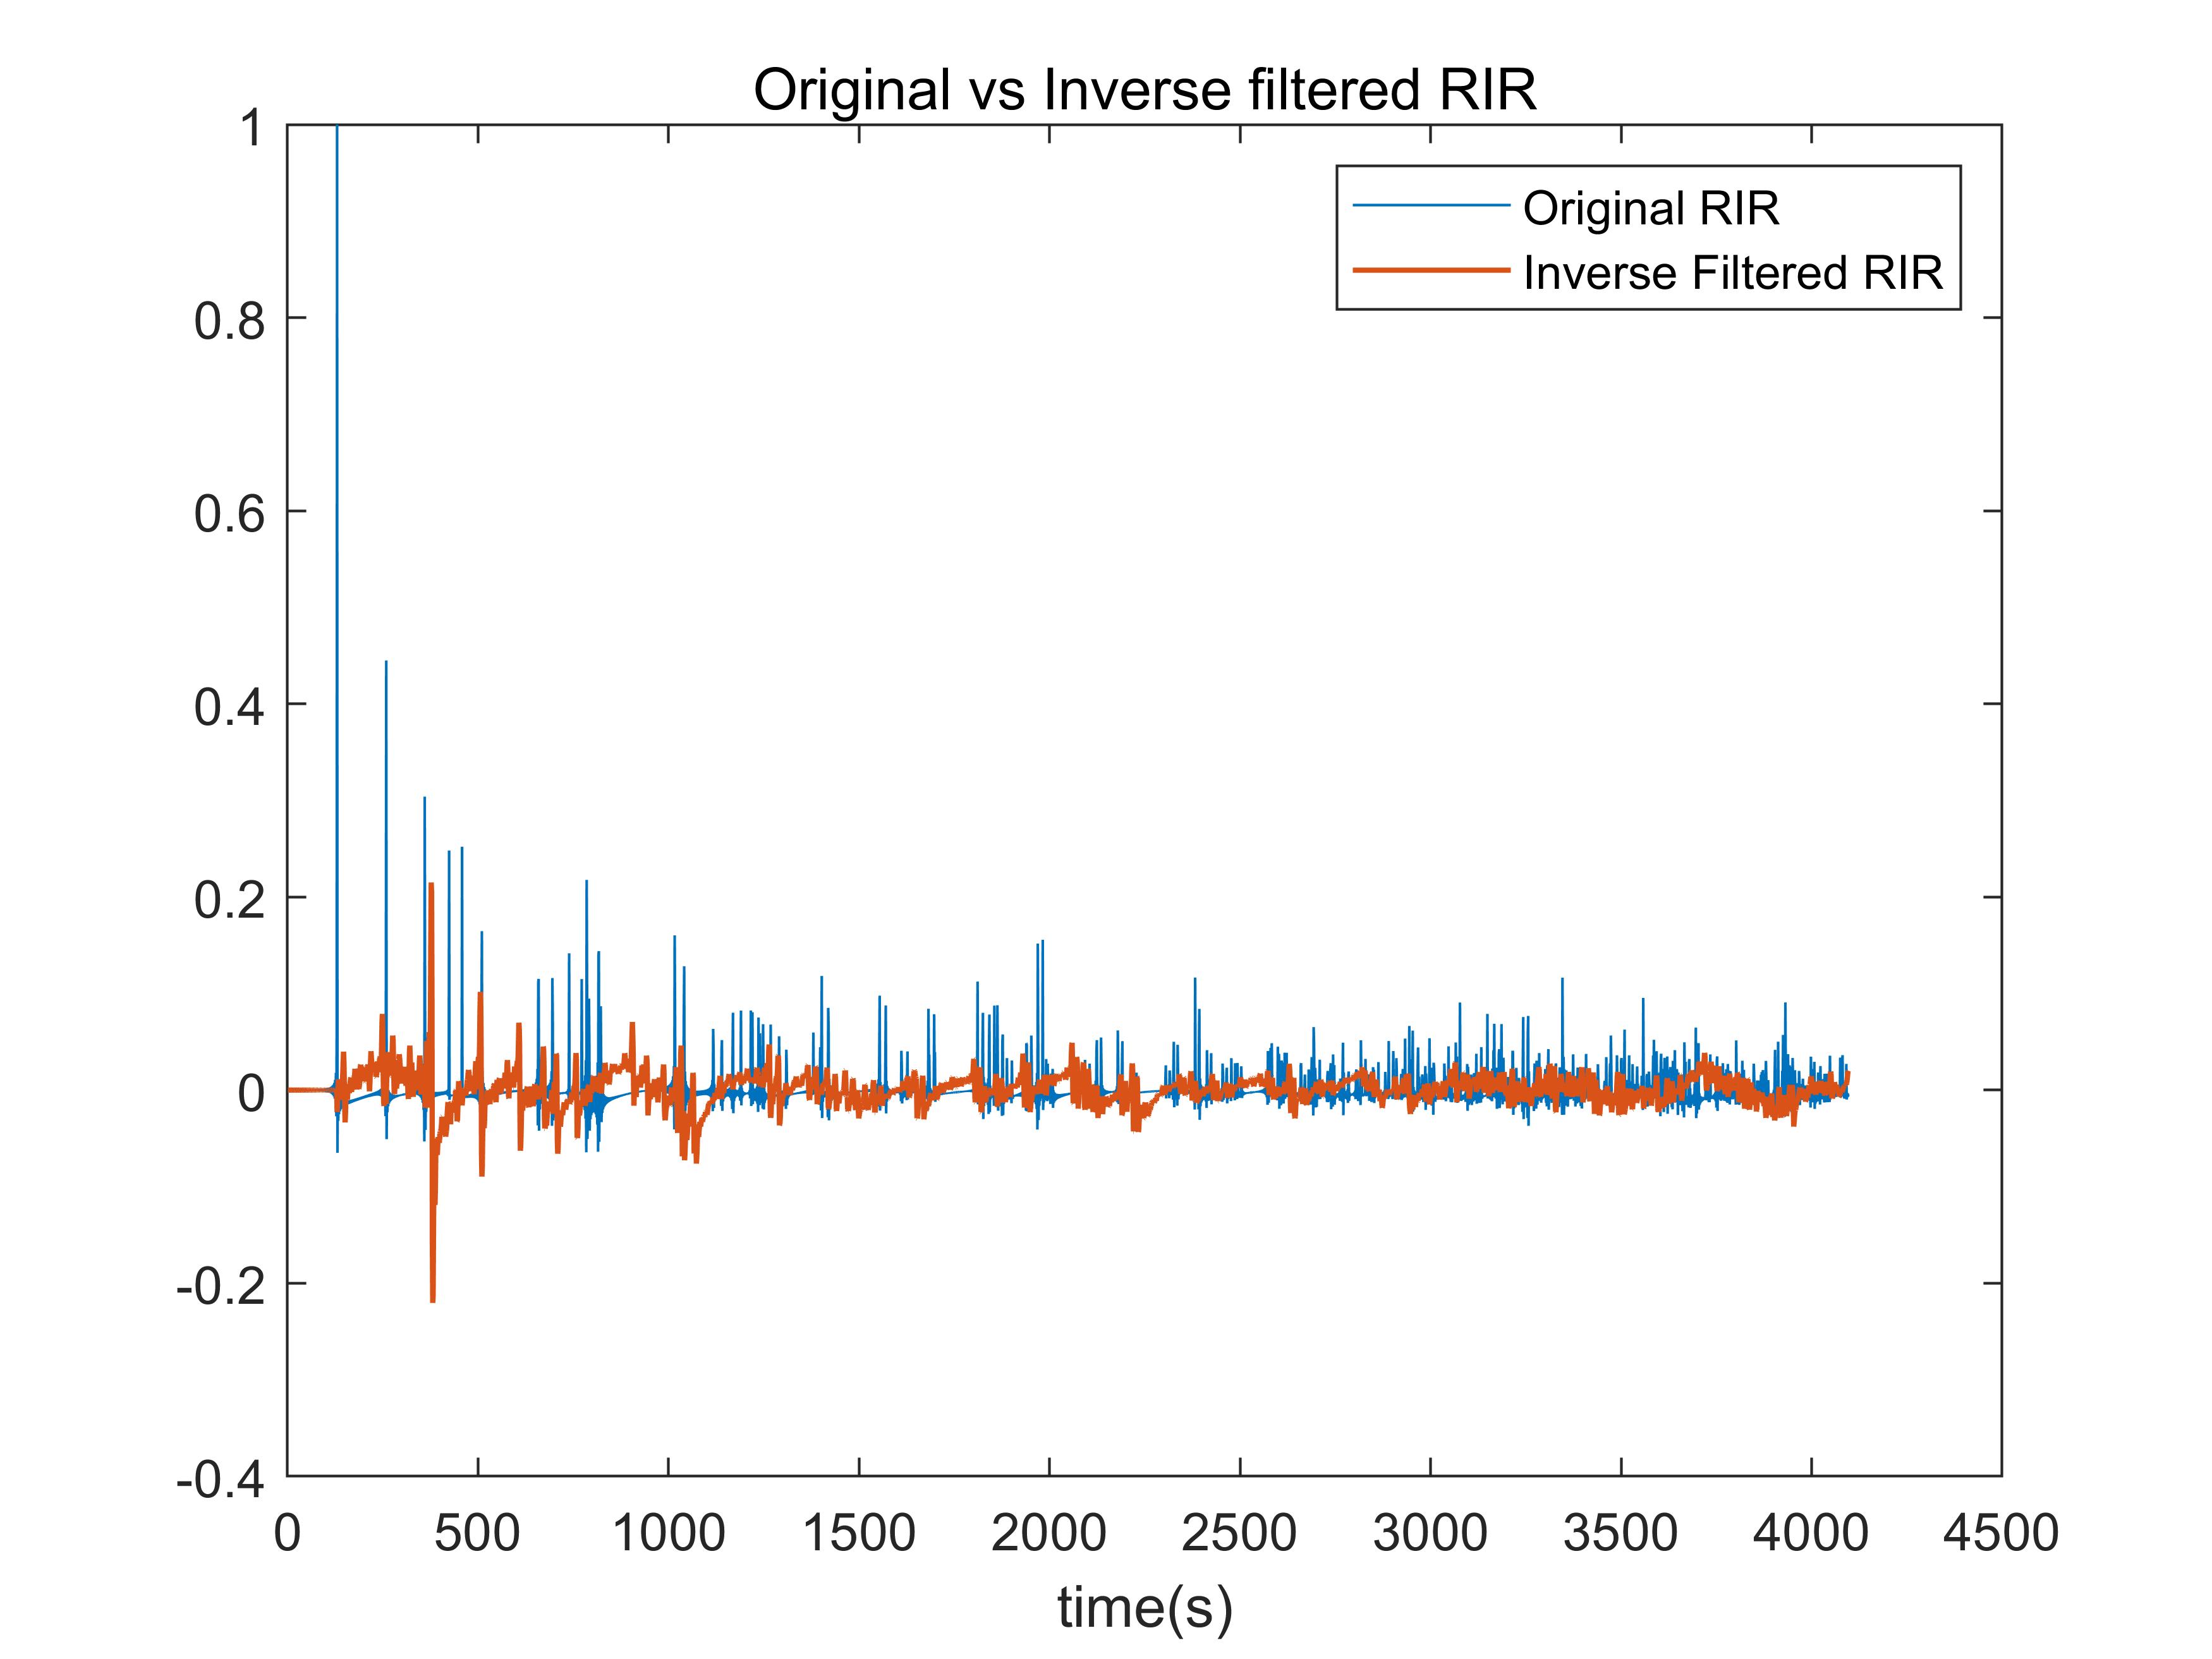 Original vs Inverse filtered RIR
1
Original RIR
Inverse Filtered RIR
0.8
0.6
0.4
0.2
0
-0.2
-0.4
0 500 1000 1500 2000 2500 3000 3500 4000 4500
time(s)